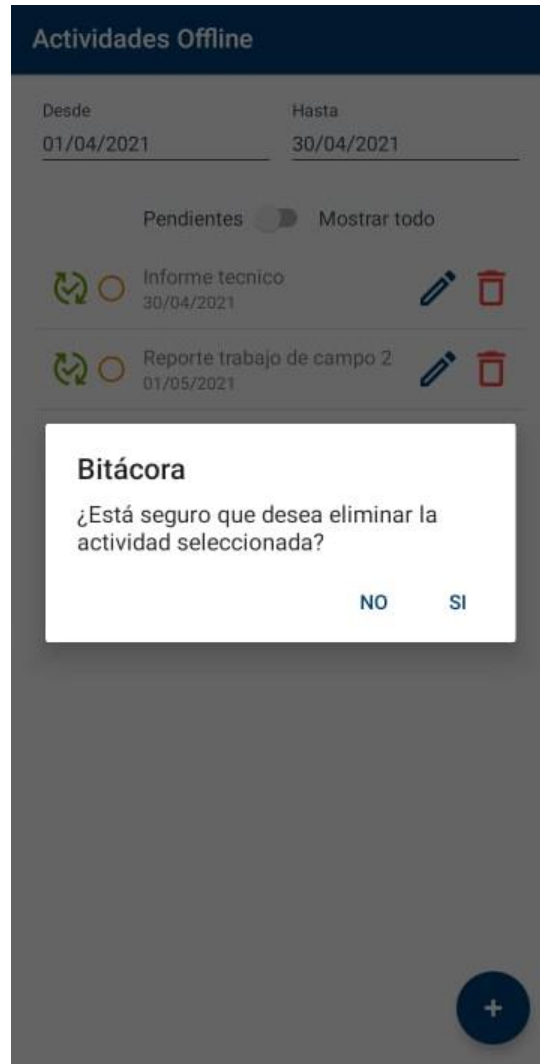 Actividades Offline
Desde
Hasta
01/04/2021
30/04/2021
Pendientes
Mostrar todo
Informe tecnico
30/04/2021
Reporte trabajo de campo 2
01/05/2021
Bitácora
¿Está seguro que desea eliminar la
actividad seleccionada?
NO
SI
+